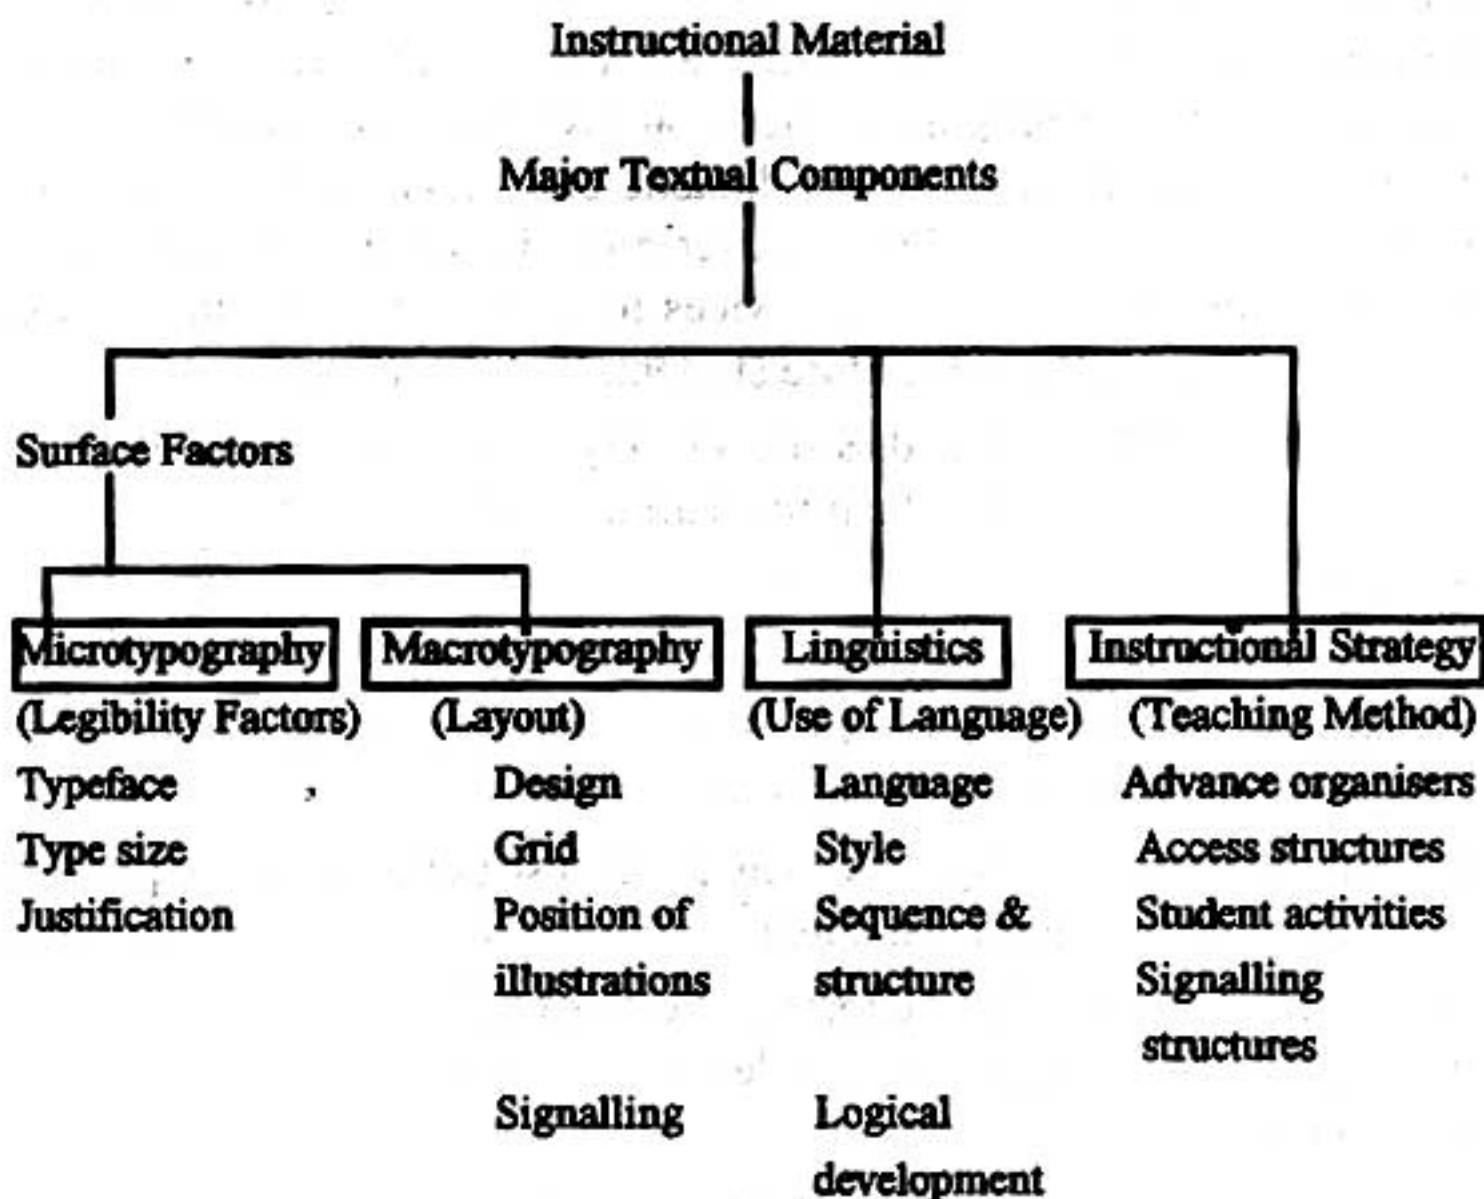 Instructional Material
Major Textual Components
Surface Factors
Microtypography Macrotypography Linguistics Instructional Strategy
(Legibility Factors) (Layout) (Use of Language) (Teaching Method)
Typeface Design Language Advance organisers
Type size Grid Style Access structures
Justification Position of Sequence & Student activities
illustrations structure Signalling
structures
Signalling Logical
development